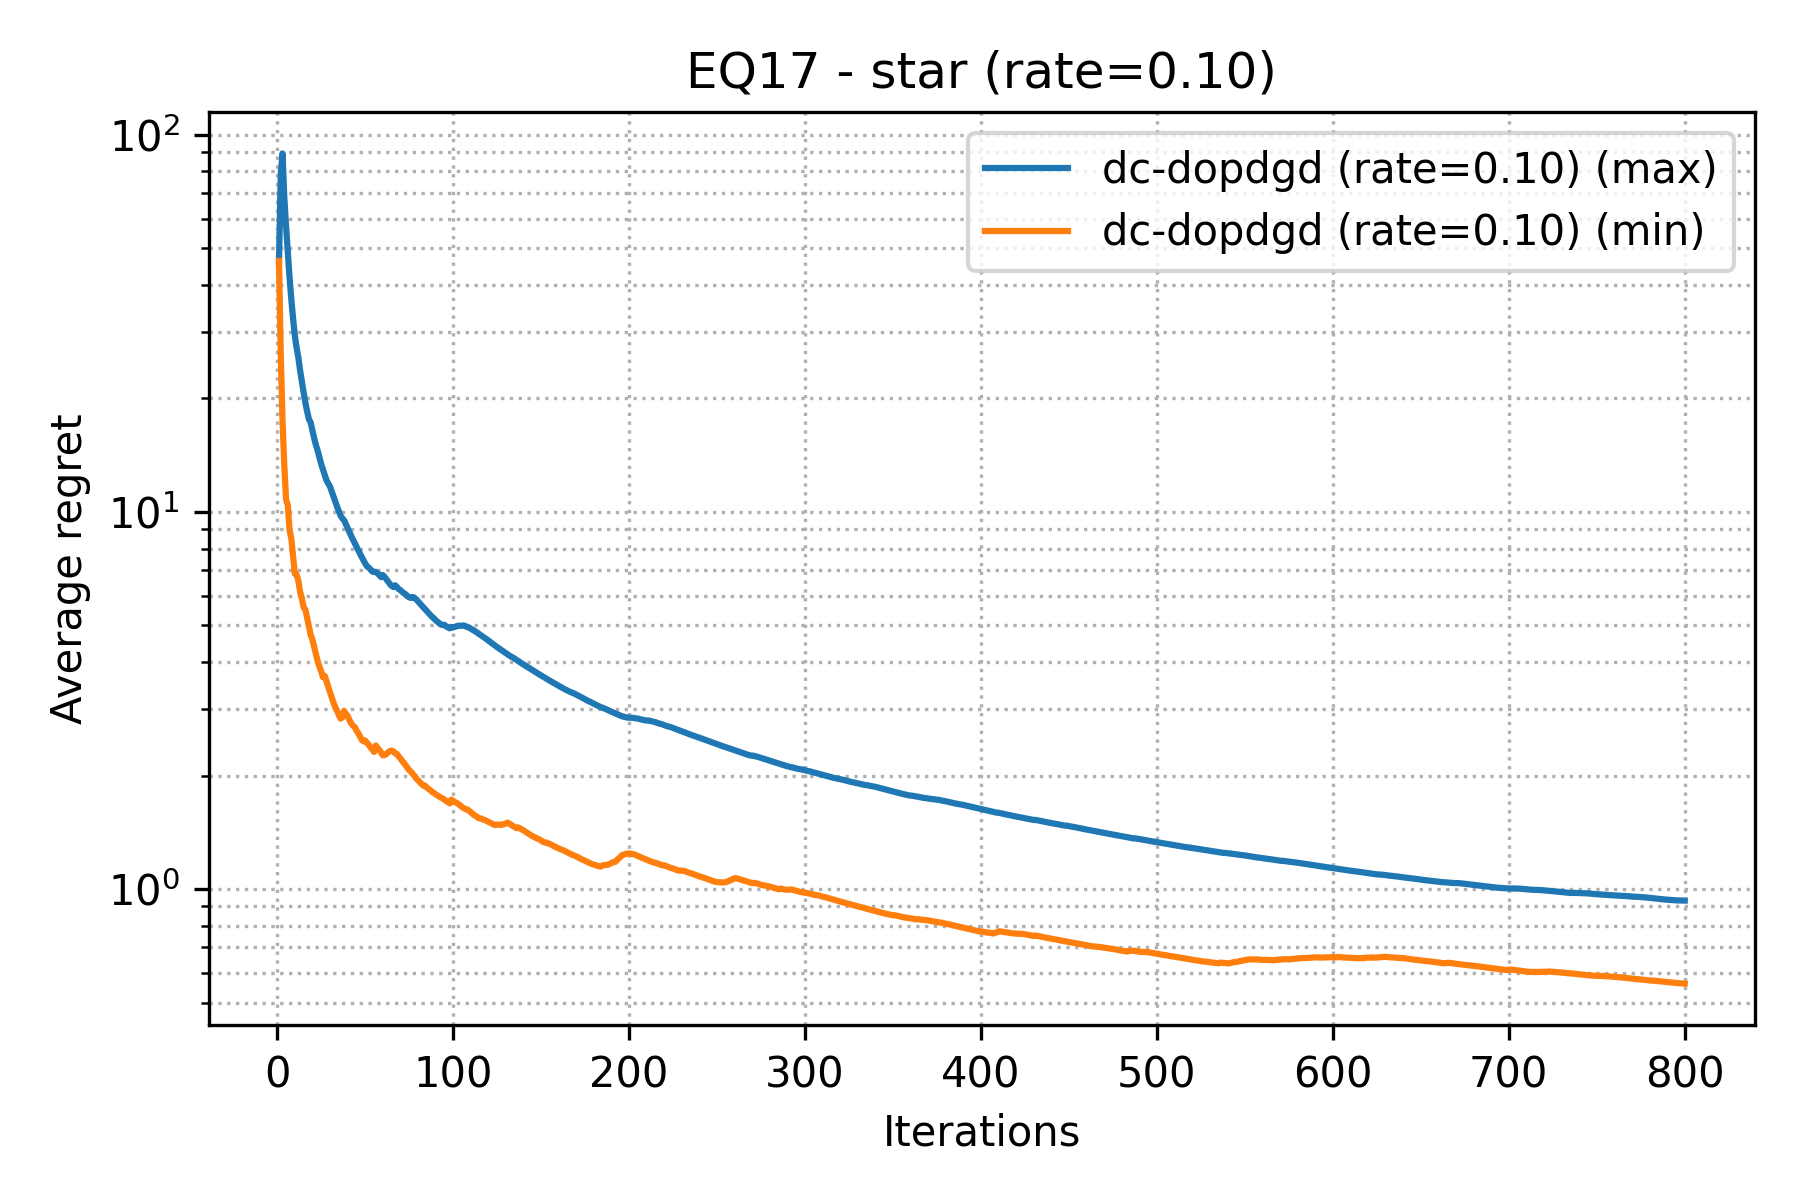 EQ17 - star (rate=0.10)
dc-dopdgd (rate=0.10) (max)
dc-dopdgd (rate=0.10) (min)
Average regret
10²
10¹
10⁰
0 100 200 300 400 500 600 700 800
Iterations